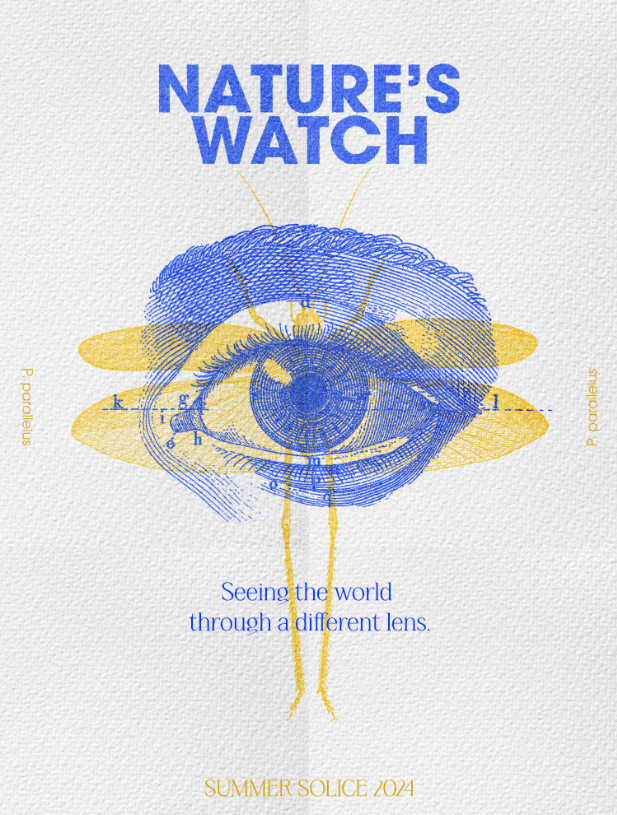 NATURE'S
WATCH
d
k
g
l
i
e
h
m
p
o
q
P. parallelus
P. parallelus
Seeing the world
through a different lens.
SUMMER SOLICE 2024